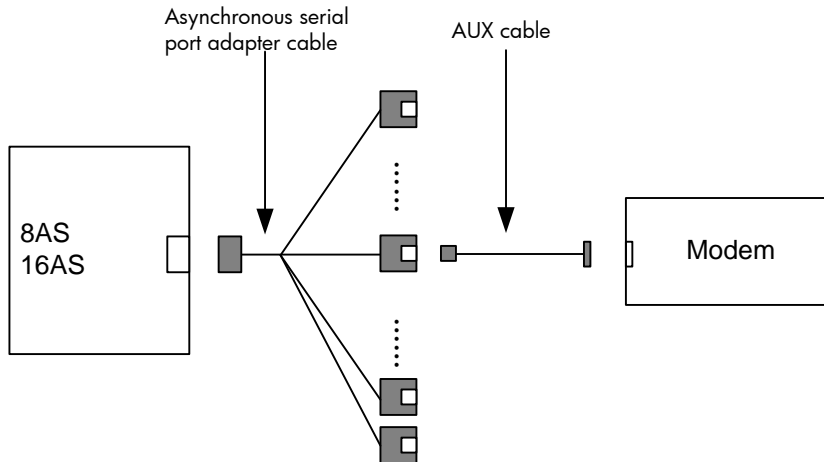 Asynchronous serial
port adapter cable
AUX cable
8AS
16AS
Modem